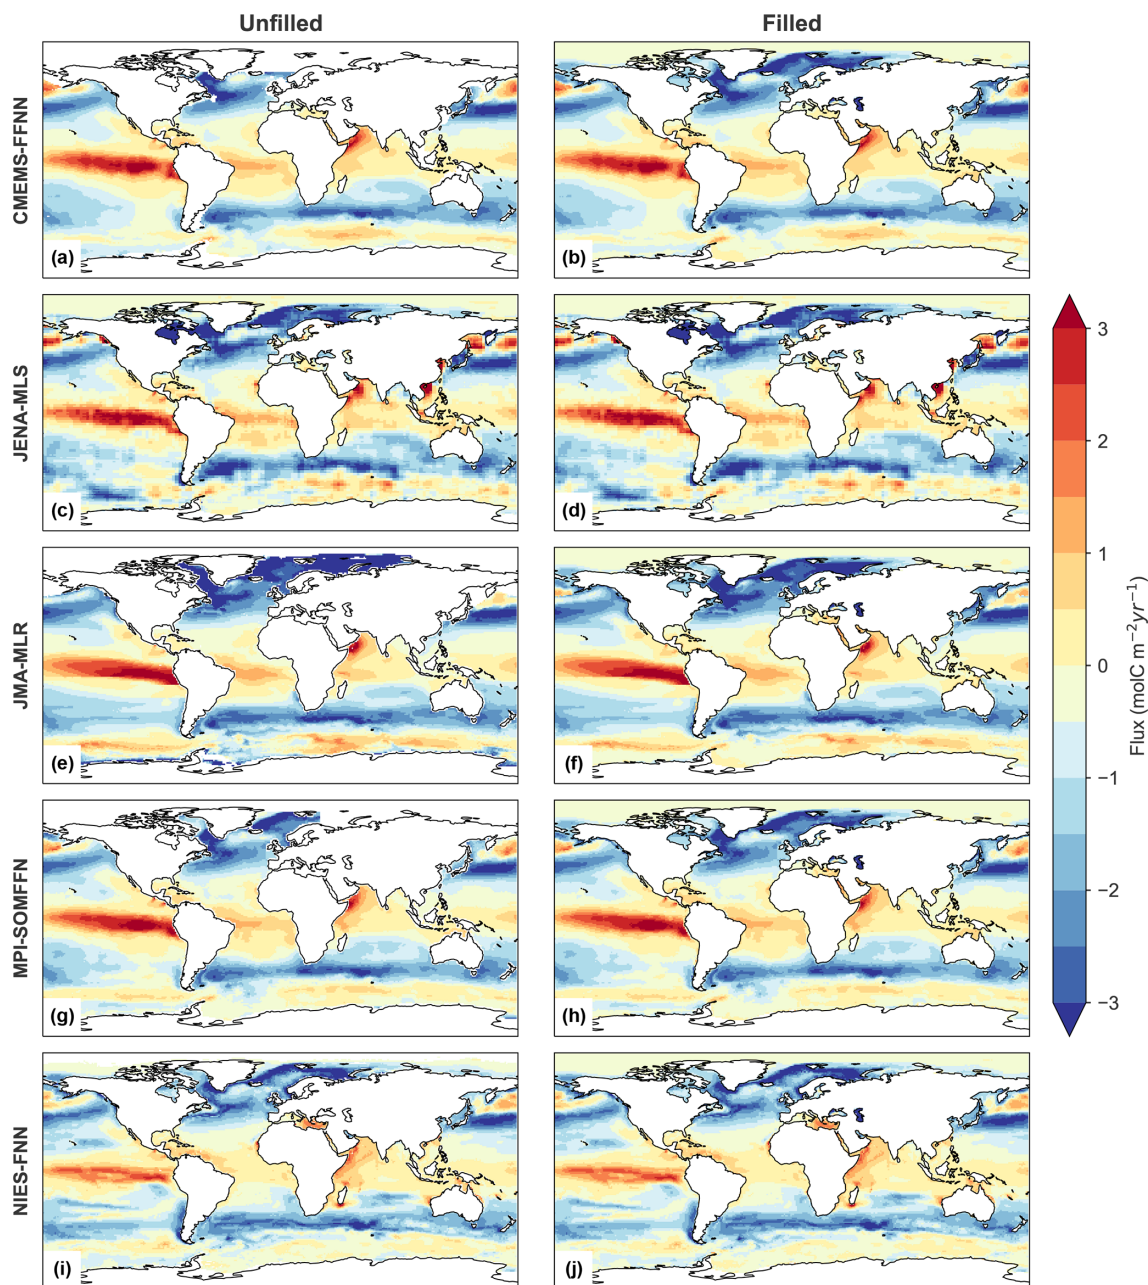 Unfilled Filled
CMEMS-FFNN
(a) (b)
JENA-MLS
(c) (d)
JMA-MLR
(e) (f)
MPI-SOMFFN
(g) (h)
NIES-FNN
(i) (j)
3
2
1
0
−1
−2
−3
Flux (molC m⁻²yr⁻¹)